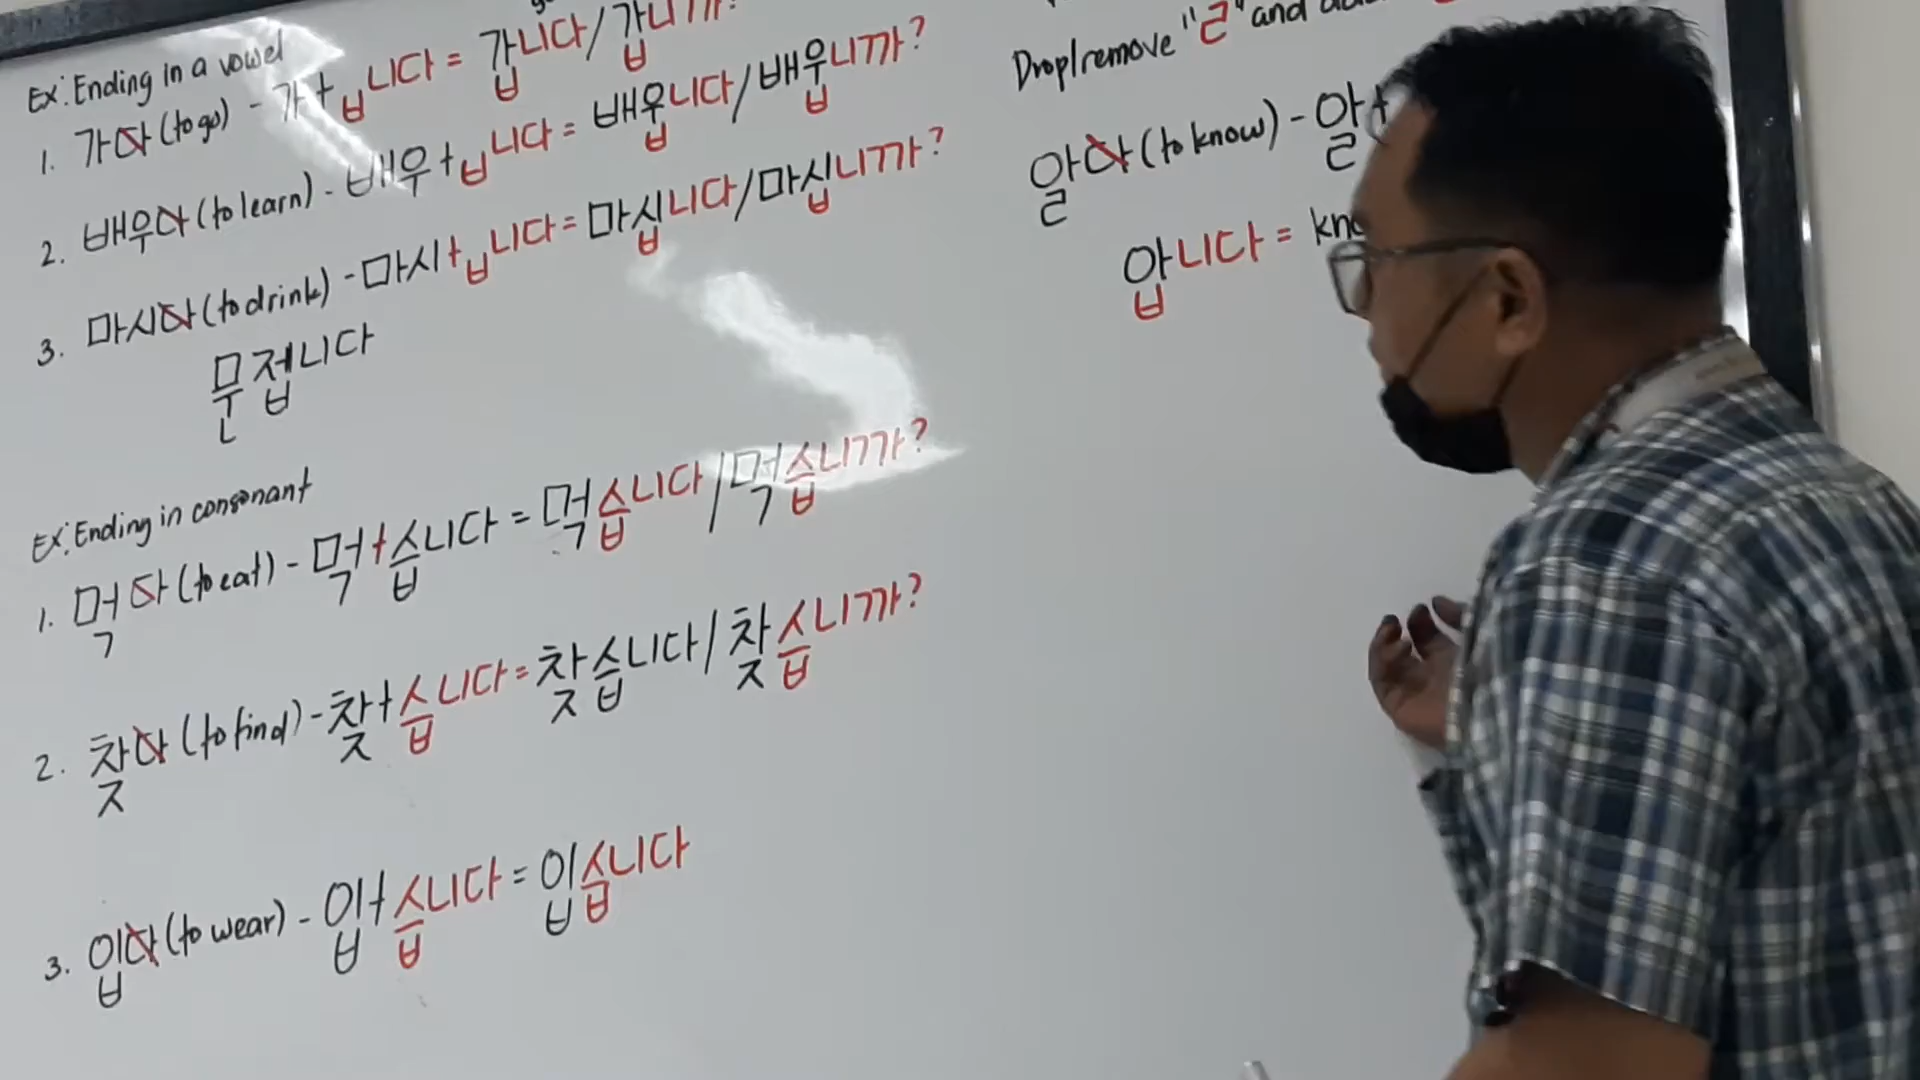 Ex: Ending in a vowel
1. 가다 (to go) - 가 + ㅂ니다 = 갑니다/갑니까?
2. 배우다 (to learn) - 배우 + ㅂ니다 = 배웁니다/배웁니까?
3. 마시다 (to drink) - 마시 + ㅂ니다 = 마십니다/마십니까?
문접니다
Ex: Ending in consonant
1. 먹다 (to eat) - 먹 + 습니다 = 먹습니다/먹습니까?
2. 찾다 (to find) - 찾 + 습니다 = 찾습니다/찾습니까?
3. 입다 (to wear) - 입 + 습니다 = 입습니다
Drop/remove "ㄹ" and
알다 (to know) - 알 +
압니다 =